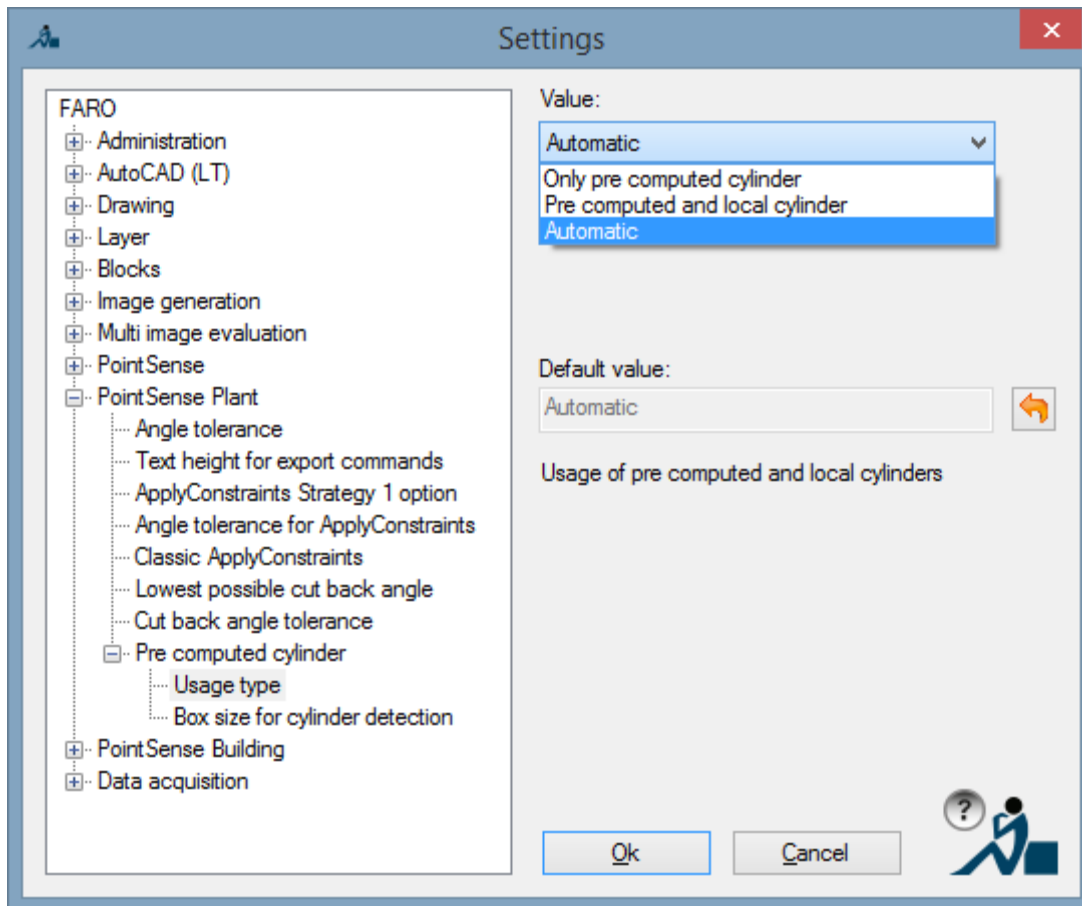 Settings
FARO
Administration
AutoCAD (LT)
Drawing
Layer
Blocks
Image generation
Multi image evaluation
PointSense
PointSense Plant
Angle tolerance
Text height for export commands
ApplyConstraints Strategy 1 option
Angle tolerance for ApplyConstraints
Classic ApplyConstraints
Lowest possible cut back angle
Cut back angle tolerance
Pre computed cylinder
Usage type
Box size for cylinder detection
PointSense Building
Data acquisition
Value:
Automatic
Only pre computed cylinder
Pre computed and local cylinder
Automatic
Default value:
Automatic
Usage of pre computed and local cylinders
?
Ok
Cancel